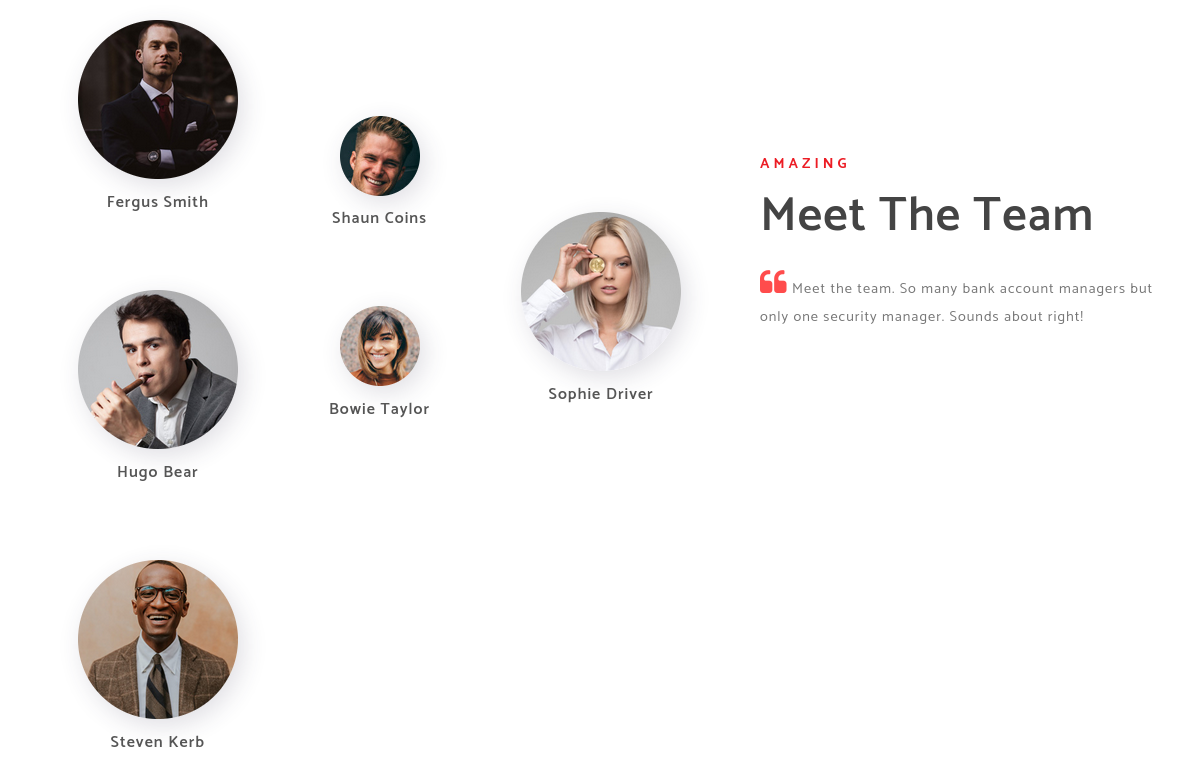 Fergus Smith
Shaun Coins
Hugo Bear
Bowie Taylor
Sophie Driver
Steven Kerb
AMAZING
Meet The Team
Meet the team. So many bank account managers but
only one security manager. Sounds about right!